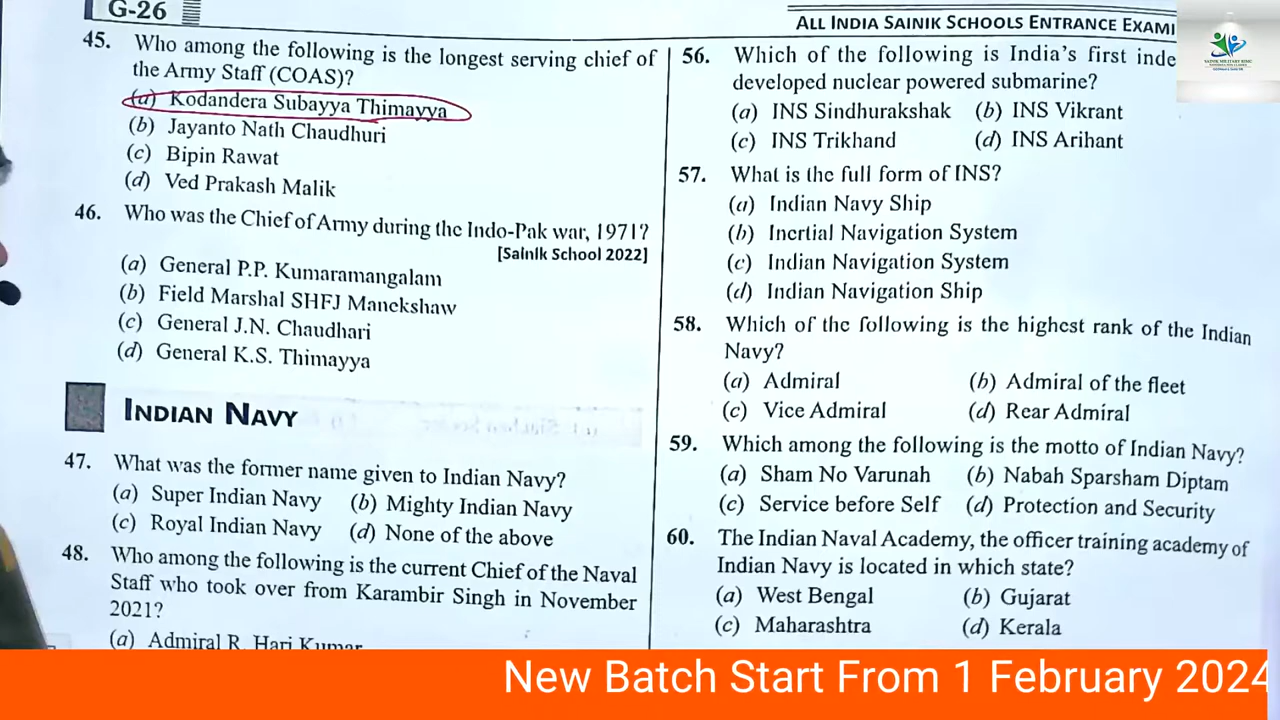 G-26
45. Who among the following is the longest serving chief of
the Army Staff (COAS)?
(a) Kodandera Subayya Thimayya
(b) Jayanto Nath Chaudhuri
(c) Bipin Rawat
(d) Ved Prakash Malik
46. Who was the Chief of Army during the Indo-Pak war, 1971?
[Sainik School 2022]
(a) General P.P. Kumaramangalam
(b) Field Marshal SHFJ Manekshaw
(c) General J.N. Chaudhari
(d) General K.S. Thimayya
INDIAN NAVY
47. What was the former name given to Indian Navy?
(a) Super Indian Navy (b) Mighty Indian Navy
(c) Royal Indian Navy (d) None of the above
48. Who among the following is the current Chief of the Naval
Staff who took over from Karambir Singh in November
2021?
(a) Admiral R. Hari Kumar
ALL INDIA SAINIK SCHOOLS ENTRANCE EXAMI
56. Which of the following is India's first inde
developed nuclear powered submarine?
(a) INS Sindhurakshak (b) INS Vikrant
(c) INS Trikhand (d) INS Arihant
57. What is the full form of INS?
(a) Indian Navy Ship
(b) Inertial Navigation System
(c) Indian Navigation System
(d) Indian Navigation Ship
58. Which of the following is the highest rank of the Indian
Navy?
(a) Admiral (b) Admiral of the fleet
(c) Vice Admiral (d) Rear Admiral
59. Which among the following is the motto of Indian Navy?
(a) Sham No Varunah (b) Nabah Sparsham Diptam
(c) Service before Self (d) Protection and Security
60. The Indian Naval Academy, the officer training academy of
Indian Navy is located in which state?
(a) West Bengal (b) Gujarat
(c) Maharashtra (d) Kerala
New Batch Start From 1 February 2024